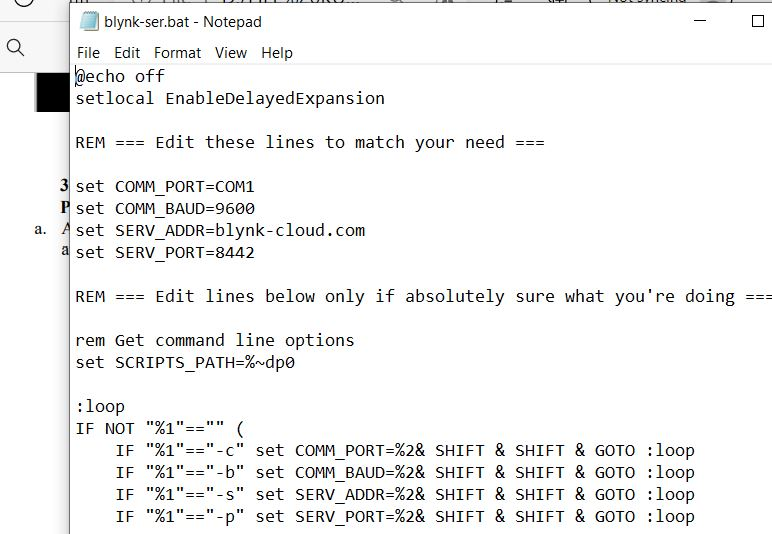 blynk-ser.bat - Notepad
File Edit Format View Help
@echo off
setlocal EnableDelayedExpansion
REM === Edit these lines to match your need ===
set COMM_PORT=COM1
set COMM_BAUD=9600
set SERV_ADDR=blynk-cloud.com
set SERV_PORT=8442
REM === Edit lines below only if absolutely sure what you're doing ===
rem Get command line options
set SCRIPTS_PATH=%~dp0
:loop
IF NOT "%1"=="" (
    IF "%1"=="-c" set COMM_PORT=%2& SHIFT & SHIFT & GOTO :loop
    IF "%1"=="-b" set COMM_BAUD=%2& SHIFT & SHIFT & GOTO :loop
    IF "%1"=="-s" set SERV_ADDR=%2& SHIFT & SHIFT & GOTO :loop
    IF "%1"=="-p" set SERV_PORT=%2& SHIFT & SHIFT & GOTO :loop
3
P
a. A
a